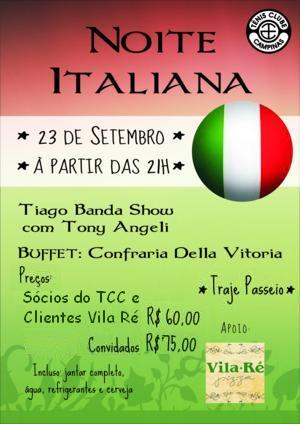 TÊNIS CLUBE
CAMPINAS
Noite
Italiana
* 23 de Setembro *
* À partir das 21h *
Tiago Banda Show
com Tony Angeli
Buffet: Confraria Della Vitoria
Preços:
Sócios do TCC e
Clientes Vila Ré R$ 60,00
Convidados R$ 75,00
* Traje Passeio *
Apoio:
Vila·Ré
pizza
Incluso jantar completo,
água, refrigerantes e cerveja